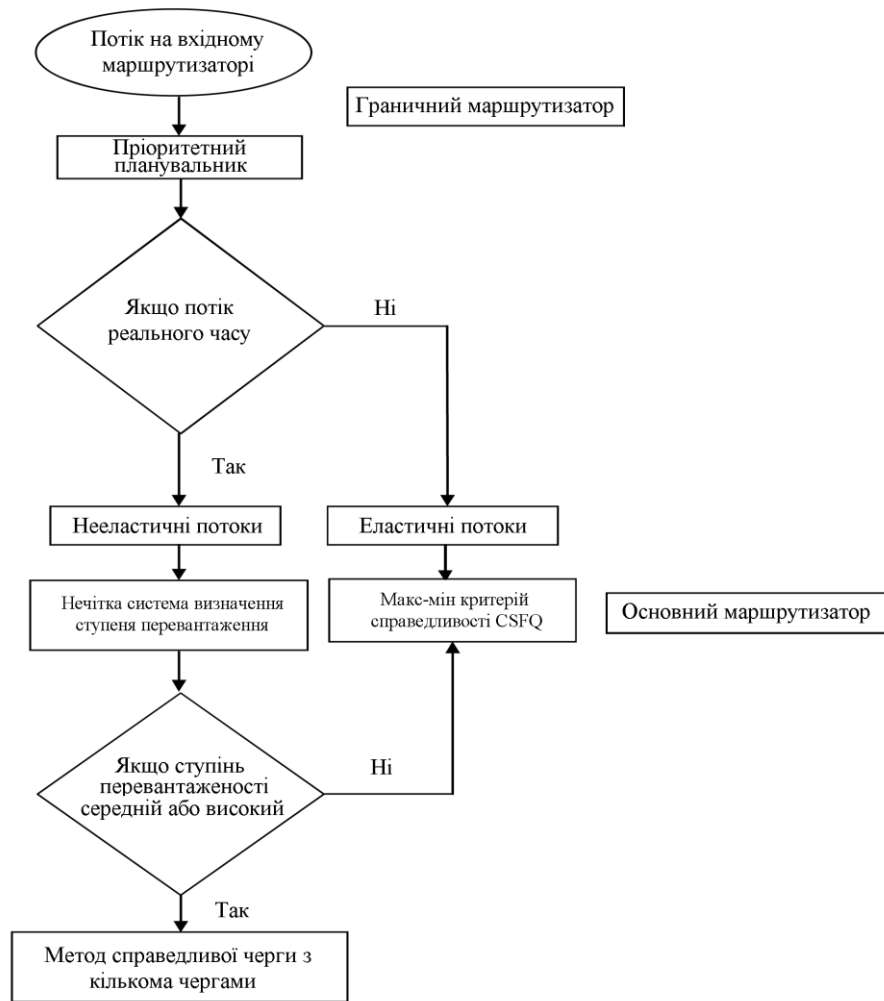 Потік на вхідному
маршрутизаторі
Граничний маршрутизатор
Пріоритетний
планувальник
Якщо потік
реального часу
Ні
Так
Нееластичні потоки
Еластичні потоки
Нечітка система визначення
ступеня перевантаження
Макс-мін критерій
справедливості CSFQ
Основний маршрутизатор
Якщо ступінь
перевантаженості
середній або високий
Ні
Так
Метод справедливої черги з
кількома чергами